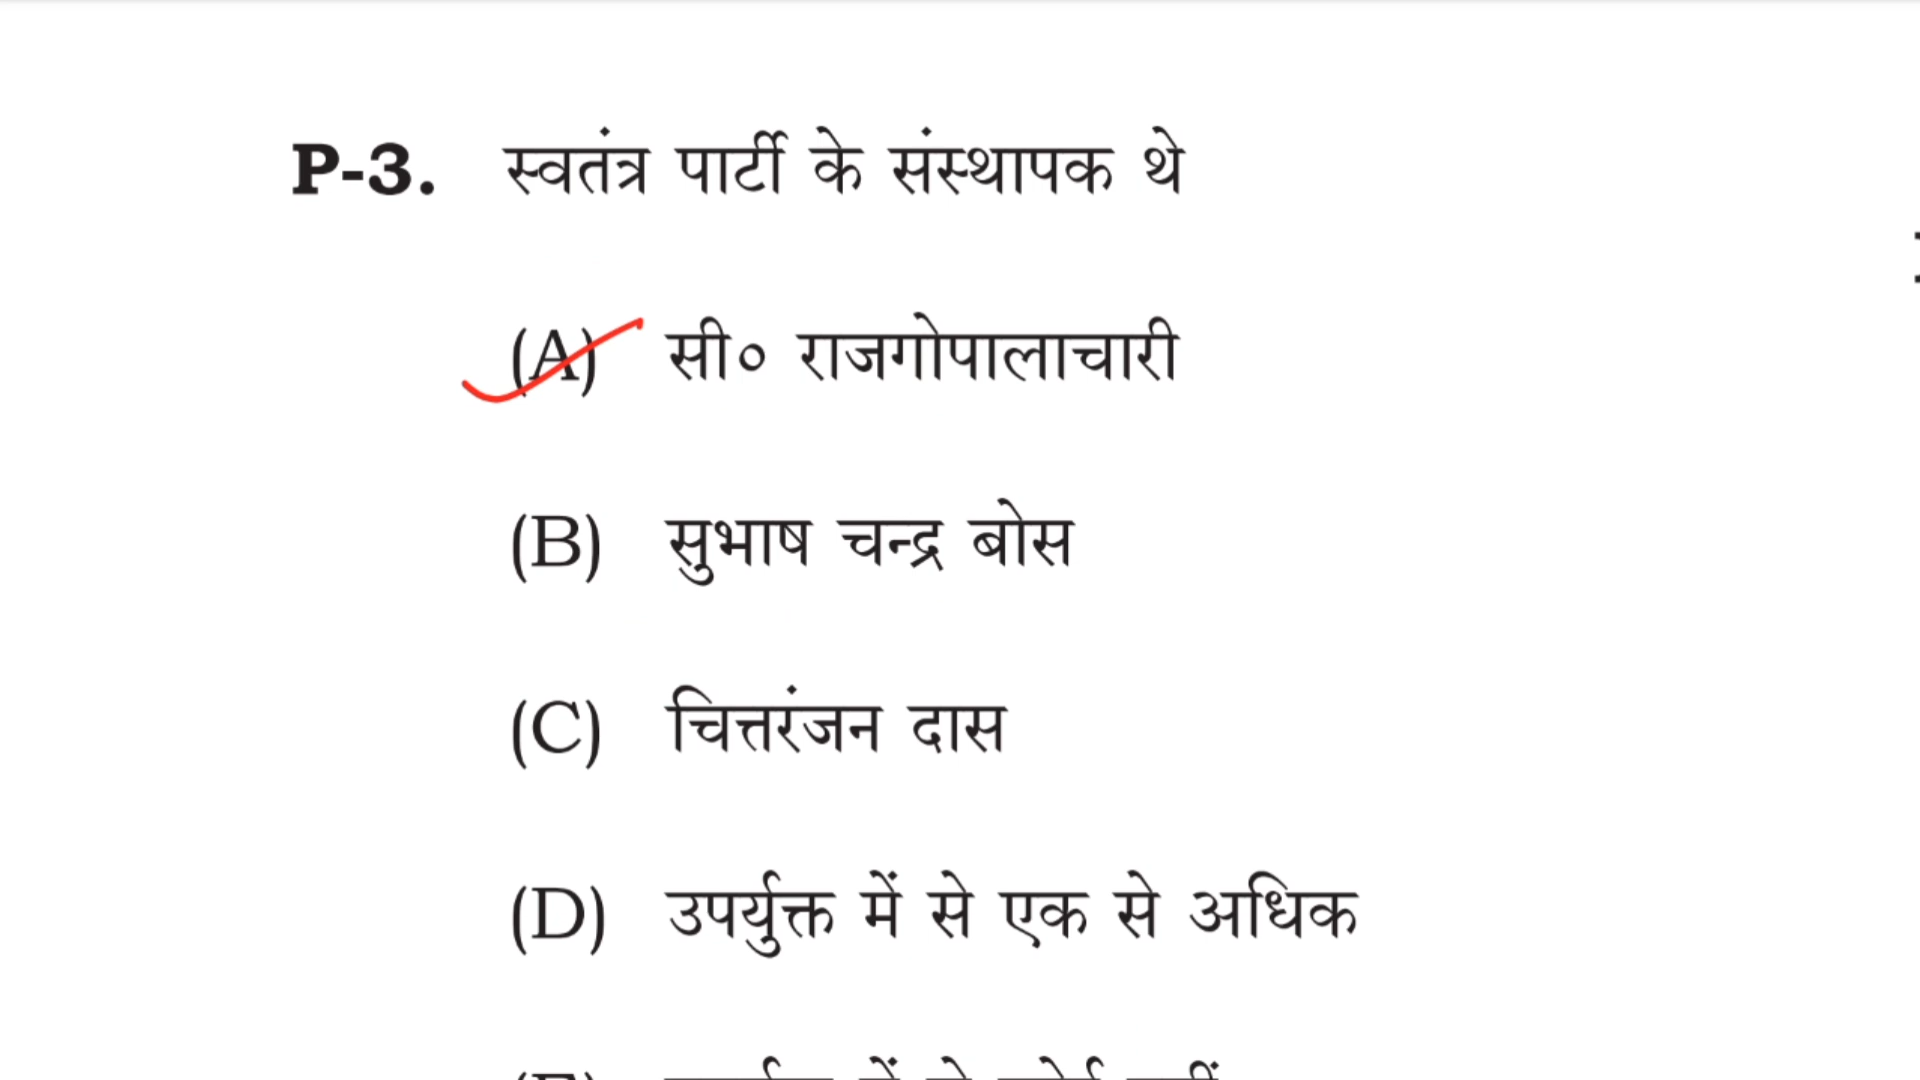 P-3. स्वतंत्र पार्टी के संस्थापक थे
(A) सी० राजगोपालाचारी
(B) सुभाष चन्द्र बोस
(C) चित्तरंजन दास
(D) उपर्युक्त में से एक से अधिक